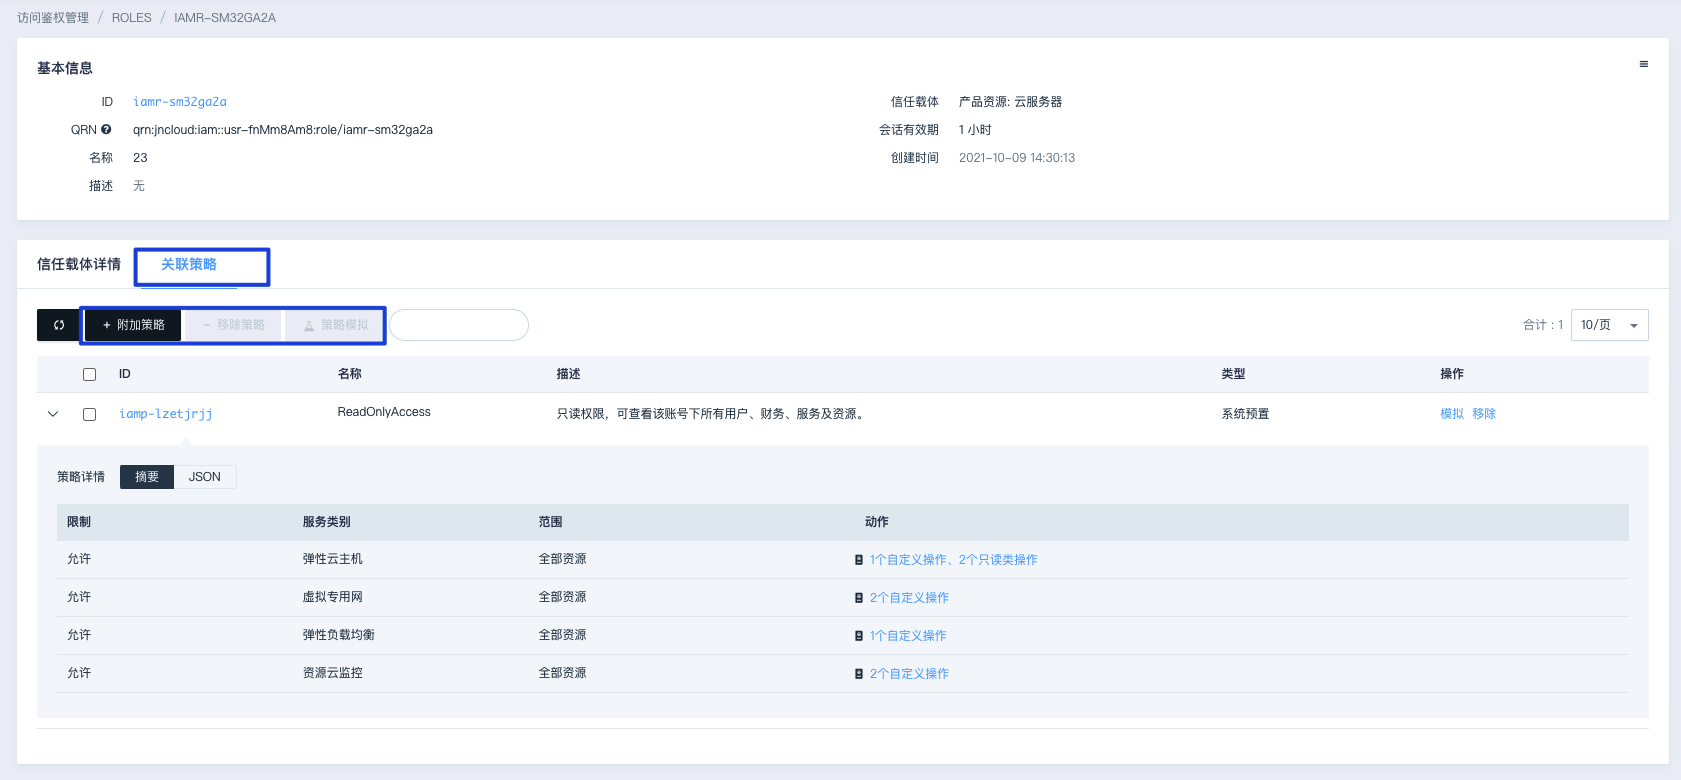 访问鉴权管理 / ROLES / IAMR-SM32GA2A
基本信息
ID iamr-sm32ga2a
QRN qrn:jncloud:iam::usr-fnMm8Am8:role/iamr-sm32ga2a
名称 23
描述 无
信任载体 产品资源: 云服务器
会话有效期 1 小时
创建时间 2021-10-09 14:30:13
信任载体详情 关联策略
+ 附加策略 − 移除策略 策略模拟 合计 : 1 10/页
ID 名称 描述 类型 操作
iamp-lzetjrjj ReadOnlyAccess 只读权限，可查看该账号下所有用户、财务、服务及资源。 系统预置 模拟 移除
策略详情 摘要 JSON
限制 服务类别 范围 动作
允许 弹性云主机 全部资源 1个自定义操作、2个只读类操作
允许 虚拟专用网 全部资源 2个自定义操作
允许 弹性负载均衡 全部资源 1个自定义操作
允许 资源云监控 全部资源 2个自定义操作